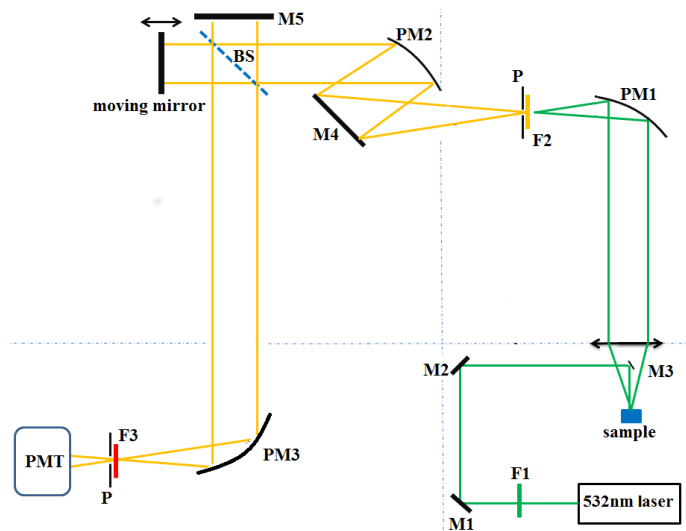 M5
PM2
BS
moving mirror
P
PM1
M4
F2
M2
M3
sample
F3
PMT
PM3
P
F1
532nm laser
M1